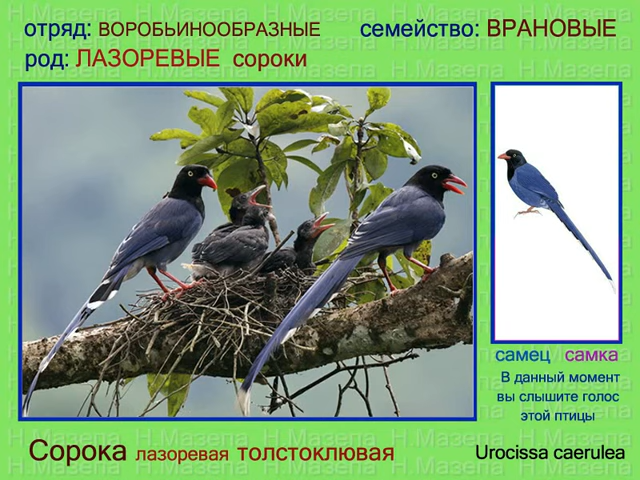 отряд: ВОРОБЬИНООБРАЗНЫЕ семейство: ВРАНОВЫЕ
род: ЛАЗОРЕВЫЕ сороки
самец самка
В данный момент
вы слышите голос
этой птицы
Сорока лазоревая толстоклювая Urocissa caerulea
Н.Мазепа